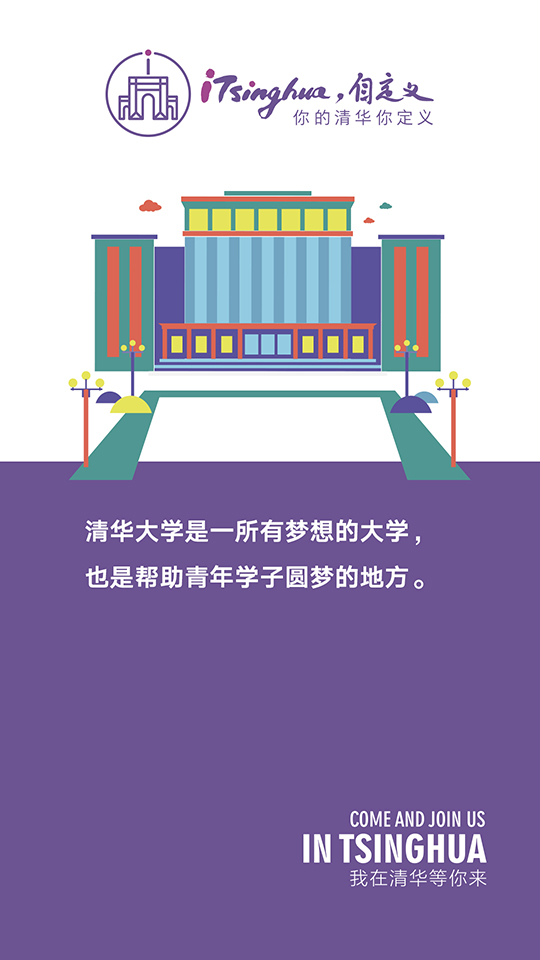 iTsinghua，自定义
你的清华你定义
清华大学是一所有梦想的大学，
也是帮助青年学子圆梦的地方。
COME AND JOIN US
IN TSINGHUA
我在清华等你来